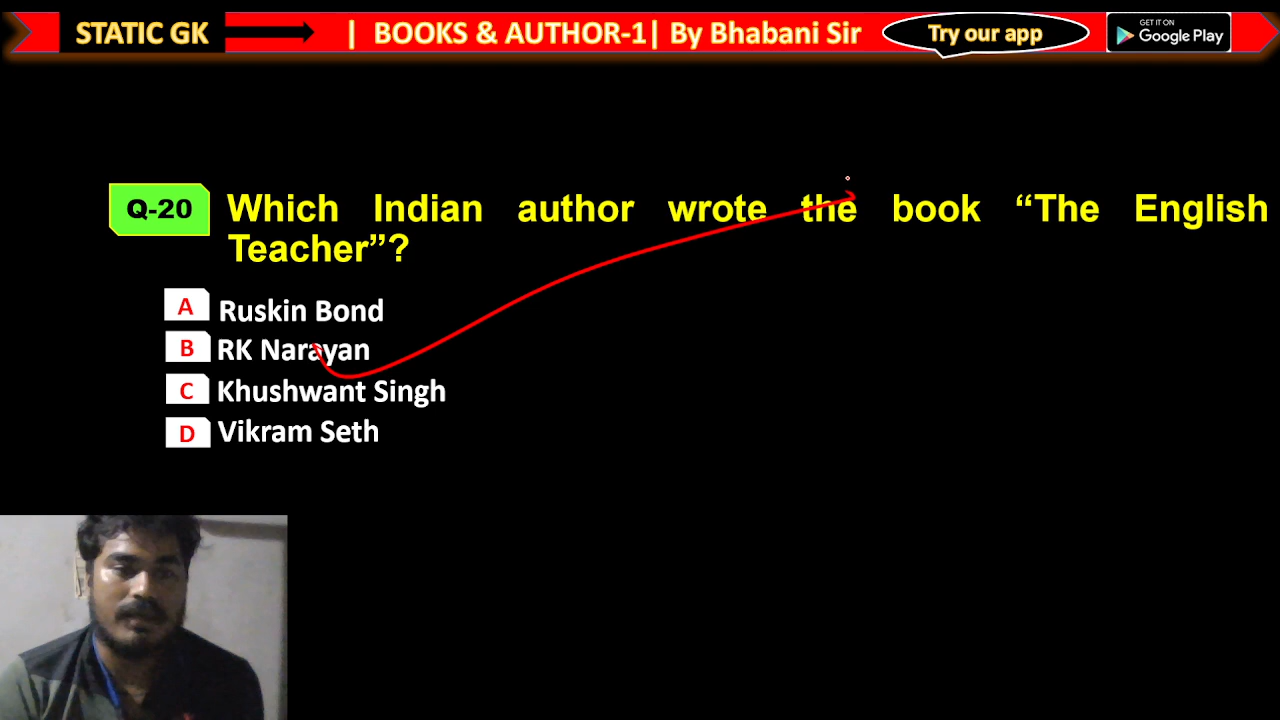 STATIC GK | BOOKS & AUTHOR-1| By Bhabani Sir Try our app GET IT ON Google Play
Q-20 Which Indian author wrote the book “The English
Teacher”?
A Ruskin Bond
B RK Narayan
C Khushwant Singh
D Vikram Seth